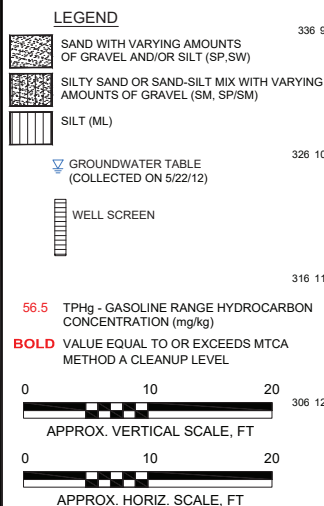 LEGEND
SAND WITH VARYING AMOUNTS
OF GRAVEL AND/OR SILT (SP,SW)
SILTY SAND OR SAND-SILT MIX WITH VARYING
AMOUNTS OF GRAVEL (SM, SP/SM)
SILT (ML)
GROUNDWATER TABLE
(COLLECTED ON 5/22/12)
WELL SCREEN
56.5 TPHg - GASOLINE RANGE HYDROCARBON
CONCENTRATION (mg/kg)
BOLD VALUE EQUAL TO OR EXCEEDS MTCA
METHOD A CLEANUP LEVEL
0 10 20
APPROX. VERTICAL SCALE, FT
0 10 20
APPROX. HORIZ. SCALE, FT
336 9
326 10
316 11
306 12